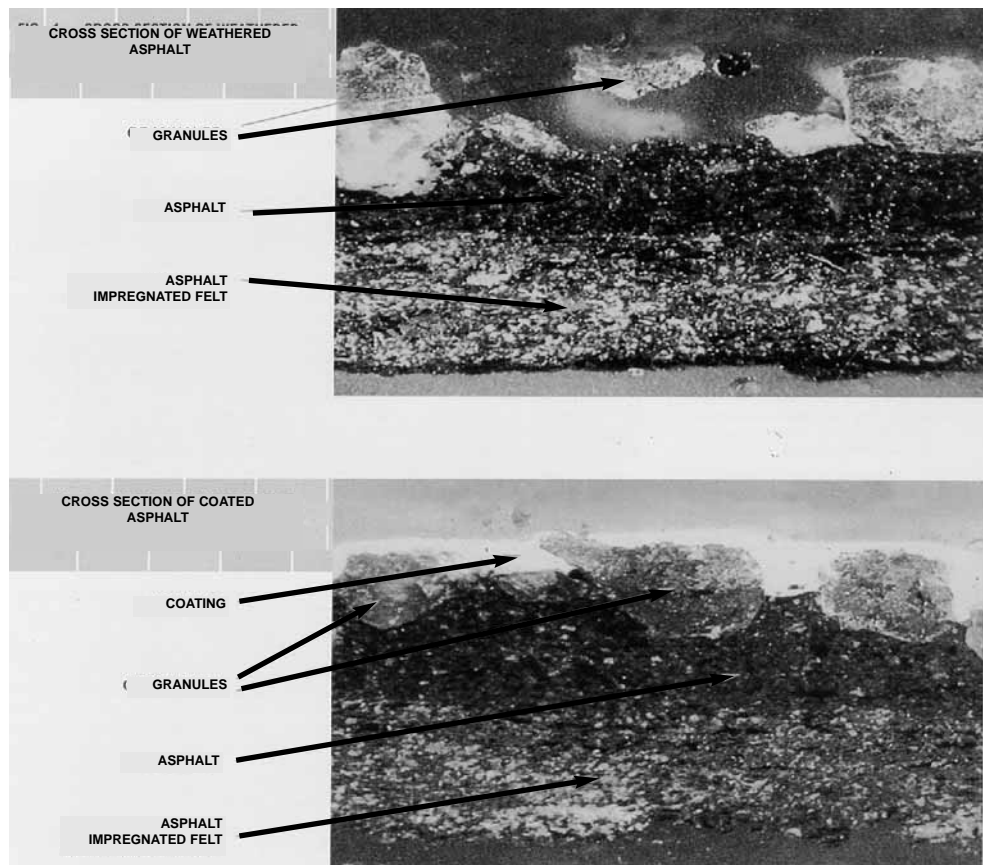 CROSS SECTION OF WEATHERED
ASPHALT
GRANULES
ASPHALT
ASPHALT
IMPREGNATED FELT
CROSS SECTION OF COATED
ASPHALT
COATING
GRANULES
ASPHALT
ASPHALT
IMPREGNATED FELT